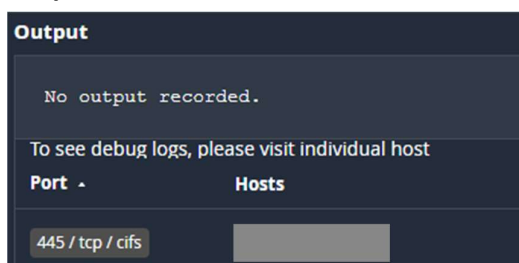 Output
No output recorded.
To see debug logs, please visit individual host
Port Hosts
445 / tcp / cifs